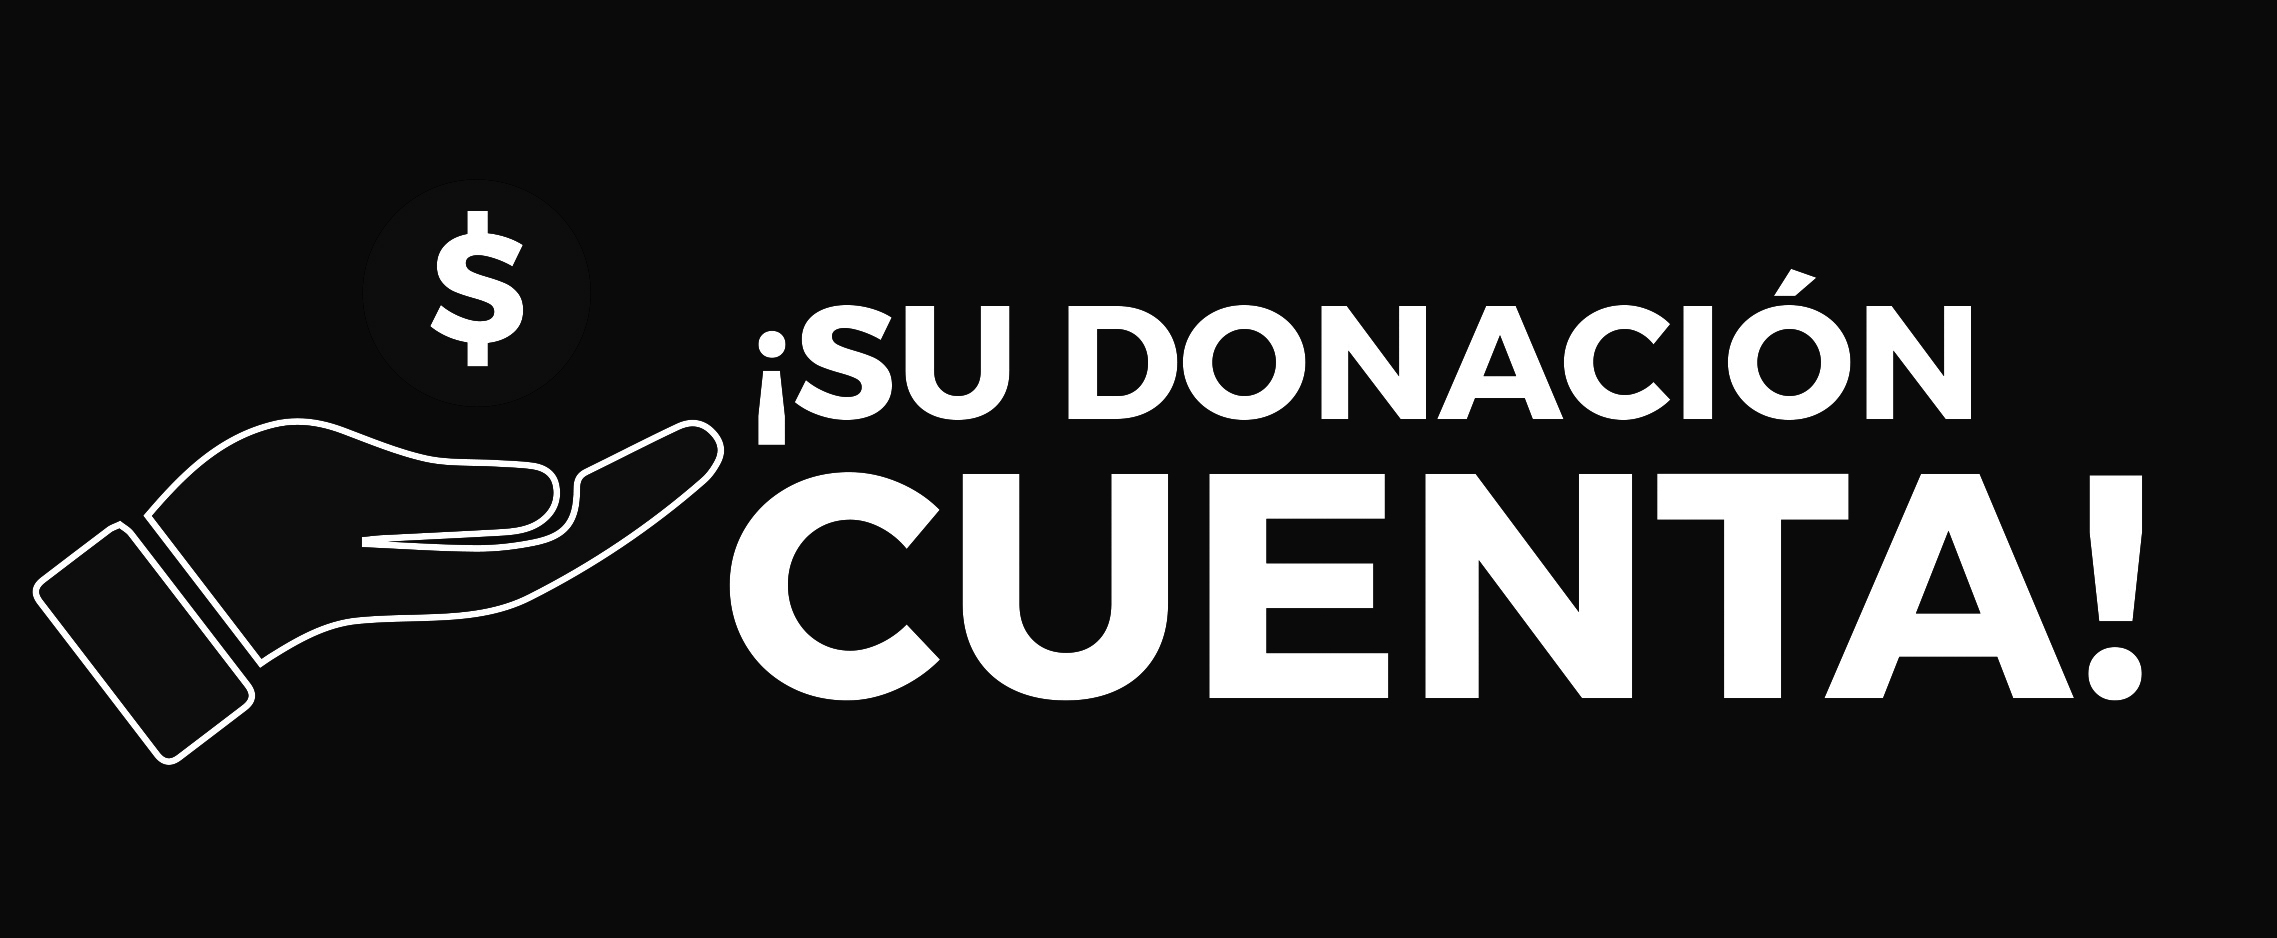 $
¡SU DONACIÓN
CUENTA!